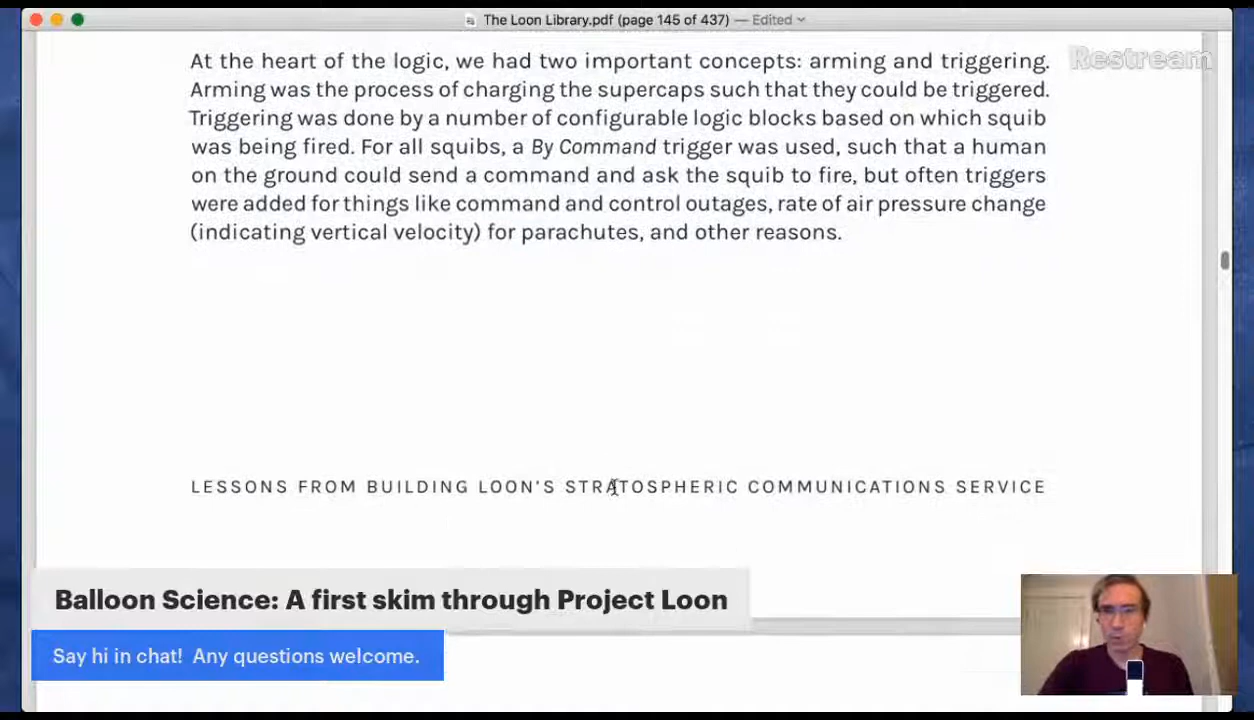 The Loon Library.pdf (page 145 of 437) — Edited
Restream
At the heart of the logic, we had two important concepts: arming and triggering.
Arming was the process of charging the supercaps such that they could be triggered.
Triggering was done by a number of configurable logic blocks based on which squib
was being fired. For all squibs, a By Command trigger was used, such that a human
on the ground could send a command and ask the squib to fire, but often triggers
were added for things like command and control outages, rate of air pressure change
(indicating vertical velocity) for parachutes, and other reasons.
LESSONS FROM BUILDING LOON'S STRATOSPHERIC COMMUNICATIONS SERVICE
Balloon Science: A first skim through Project Loon
Say hi in chat! Any questions welcome.